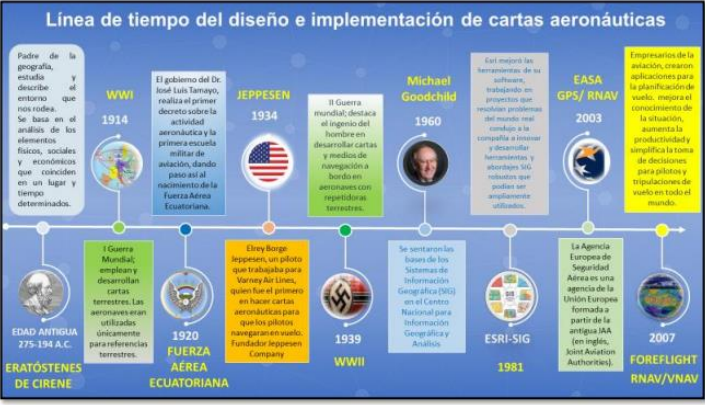 Línea de tiempo del diseño e implementación de cartas aeronáuticas
Padre de la
geografía,
estudia y
describe el
entorno que
nos rodea.
Se basa en el
análisis de los
elementos
físicos, sociales
y económicos
que coinciden
en un lugar y
tiempo
determinados.
EDAD ANTIGUA
275-194 A.C.
ERATÓSTENES
DE CIRENE
WWI
1914
I Guerra
Mundial;
emplean y
desarrollan
cartas
terrestres. Las
aeronaves eran
utilizadas
únicamente
para referencias
terrestres.
El gobierno del Dr.
José Luis Tamayo,
realiza el primer
decreto sobre la
actividad
aeronáutica y la
primera escuela
militar de
aviación, dando
paso así al
nacimiento de la
Fuerza Aérea
Ecuatoriana.
1920
FUERZA
AÉREA
ECUATORIANA
JEPPESEN
1934
Elrey Borge
Jeppesen, un piloto
que trabajaba para
Varney Air Lines,
quien fue el primero
en hacer cartas
aeronáuticas para
que los pilotos
navegaran en vuelo.
Fundador Jeppesen
Company
II Guerra
mundial; destaca
el ingenio del
hombre en
desarrollar cartas
y medios de
navegación a
bordo en
aeronaves con
repetidoras
terrestres.
1939
WWII
Michael
Goodchild
1960
Se sentaron las
bases de los
Sistemas de
Información
Geográfica (SIG)
en el Centro
Nacional para
Información
Geográfica y
Análisis
Esri mejoró las
herramientas de su
software,
trabajando en
proyectos que
resolvían problemas
del mundo real
condujo a la
compañía a innovar
y desarrollar
herramientas y
abordajes SIG
robustos que
podían ser
ampliamente
utilizados.
ESRI-SIG
1981
EASA
GPS/ RNAV
2003
La Agencia
Europea de
Seguridad
Aérea es una
agencia de la
Unión Europea
formada a
partir de la
antigua JAA
(en inglés,
Joint Aviation
Authorities).
Empresarios de la
aviación, crearon
aplicaciones para
la planificación de
vuelo. mejora el
conocimiento de
la situación,
aumenta la
productividad y
simplifica la toma
de decisiones
para pilotos y
tripulaciones de
vuelo en todo el
mundo.
2007
FOREFLIGHT
RNAV/VNAV